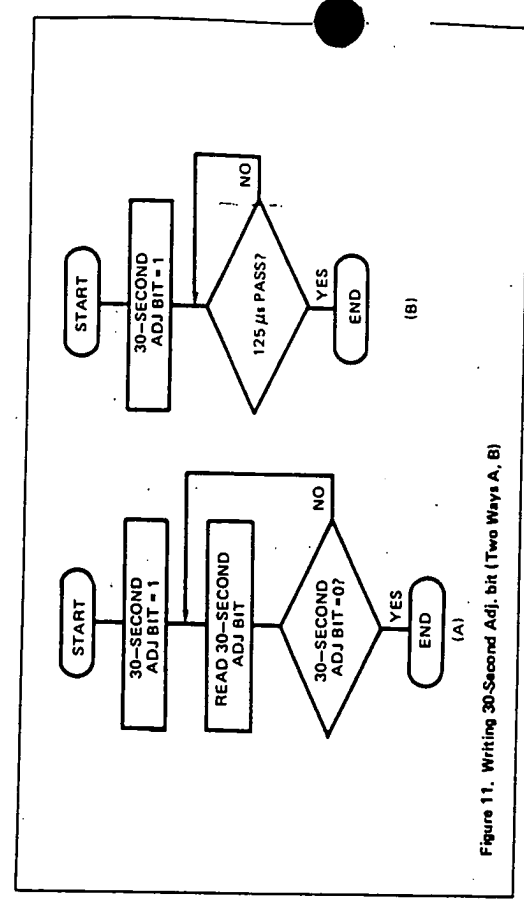 START
30-SECOND
ADJ BIT = 1
READ 30-SECOND
ADJ BIT
30-SECOND
ADJ BIT =0?
NO
YES
END
(A)
START
30-SECOND
ADJ BIT = 1
125 μs PASS?
NO
YES
END
(B)
Figure 11. Writing 30-Second Adj. bit (Two Ways A, B)